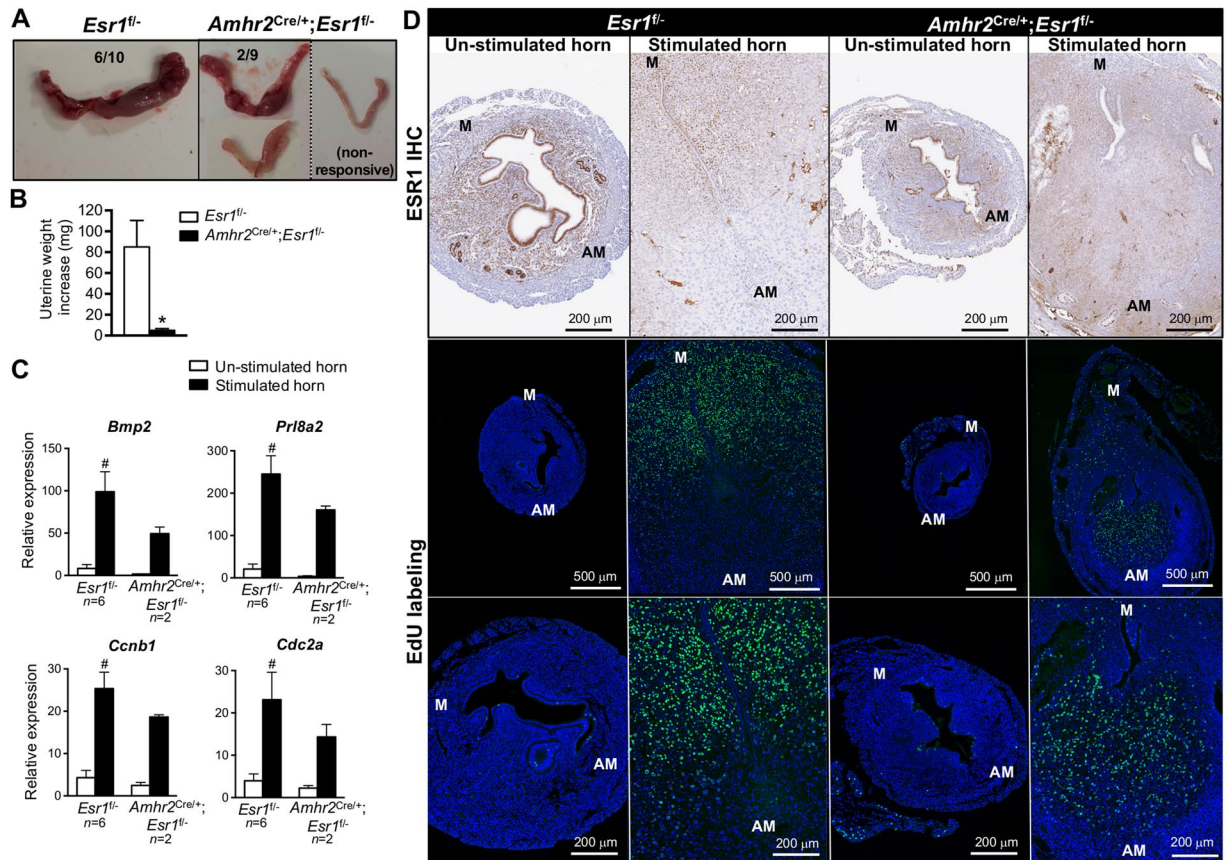 A
Esr1f/-
Amhr2Cre/+;Esr1f/-
6/10
2/9
(non-
responsive)
B
Uterine weight
increase (mg)
120
100
80
60
40
20
0
Esr1f/-
Amhr2Cre/+;Esr1f/-
*
C
Un-stimulated horn
Stimulated horn
Bmp2
Relative expression
150
100
50
0
#
Esr1f/-
n=6
Amhr2Cre/+;
Esr1f/-
n=2
Prl8a2
300
150
0
#
Esr1f/-
n=6
Amhr2Cre/+;
Esr1f/-
n=2
Ccnb1
Relative expression
30
20
10
0
#
Esr1f/-
n=6
Amhr2Cre/+;
Esr1f/-
n=2
Cdc2a
30
20
10
0
#
Esr1f/-
n=6
Amhr2Cre/+;
Esr1f/-
n=2
D
Esr1f/-
Amhr2Cre/+;Esr1f/-
Un-stimulated horn
Stimulated horn
Un-stimulated horn
Stimulated horn
ESR1 IHC
M
AM
200 μm
M
AM
200 μm
M
AM
200 μm
M
AM
200 μm
EdU labeling
M
AM
500 μm
M
AM
500 μm
M
AM
500 μm
M
AM
500 μm
M
AM
200 μm
AM
200 μm
M
AM
200 μm
M
AM
200 μm